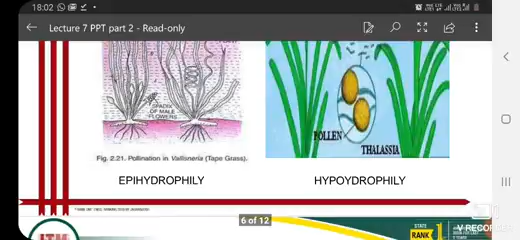 18:02
Lecture 7 PPT part 2 - Read-only
SPADIX
OF MALE
FLOWERS
POLLEN
THALASSIA
Fig. 2.21. Pollination in Vallisneria (Tape Grass).
EPIHYDROPHILY
HYPOYDROPHILY
6 of 12
ITM
STATE
RANK
V RECORDER